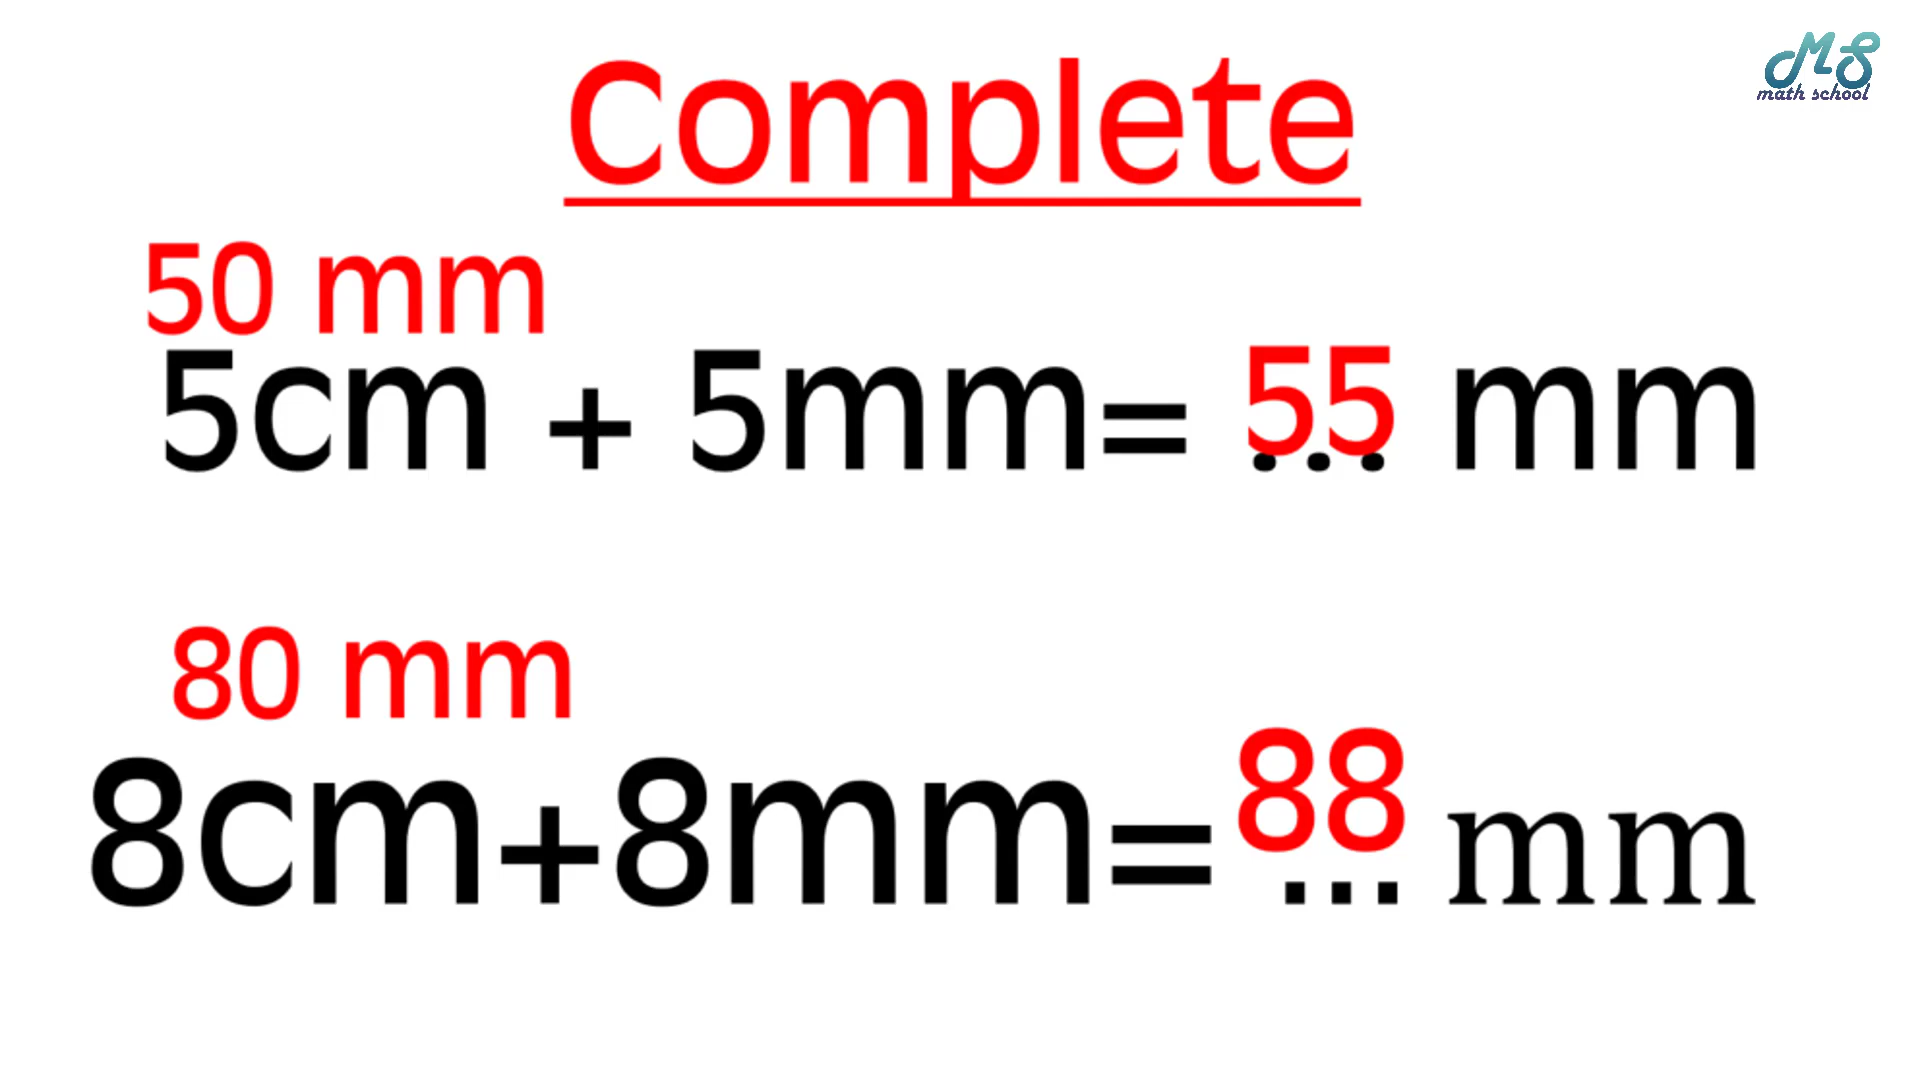 MS
math school
Complete
50 mm
5cm + 5mm= 55 ... mm
80 mm
8cm+8mm= 88 ... mm